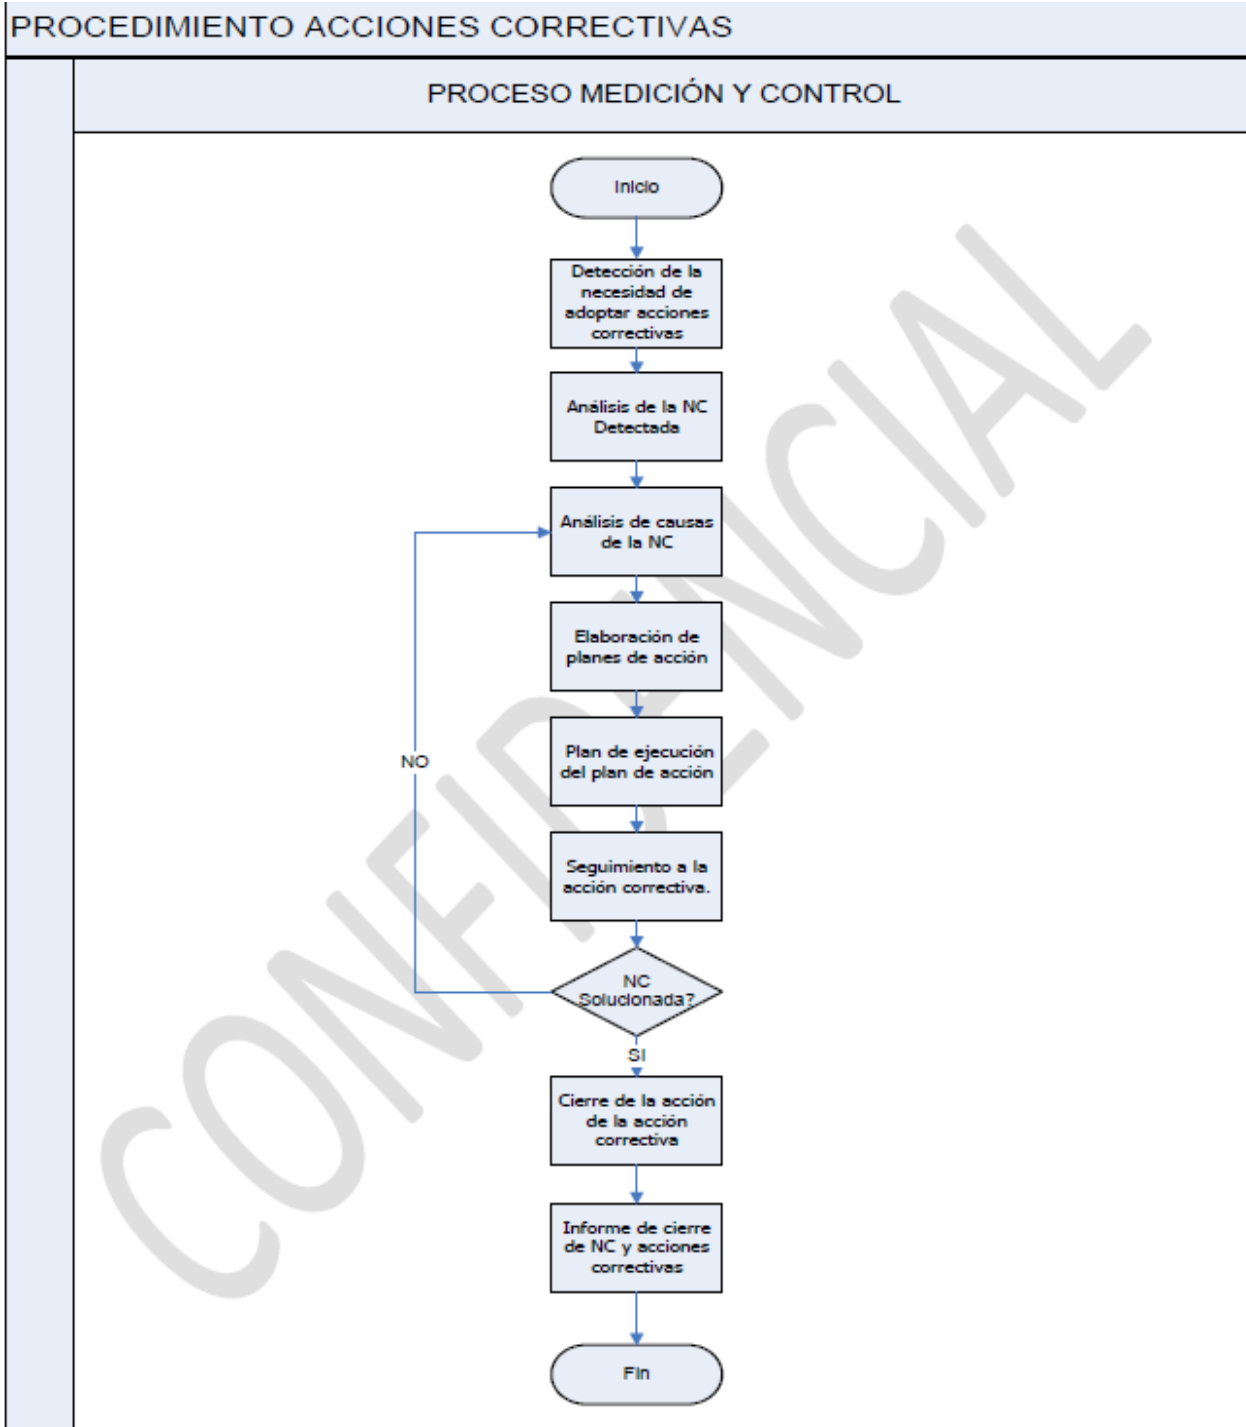 PROCEDIMIENTO ACCIONES CORRECTIVAS
PROCESO MEDICIÓN Y CONTROL
Inicio
Detección de la
necesidad de
adoptar acciones
correctivas
Análisis de la NC
Detectada
Análisis de causas
de la NC
Elaboración de
planes de acción
Plan de ejecución
del plan de acción
NO
Seguimiento a la
acción correctiva.
NC
Solucionada?
SI
Cierre de la acción
de la acción
correctiva
Informe de cierre
de NC y acciones
correctivas
Fin
CONFIDENCIAL